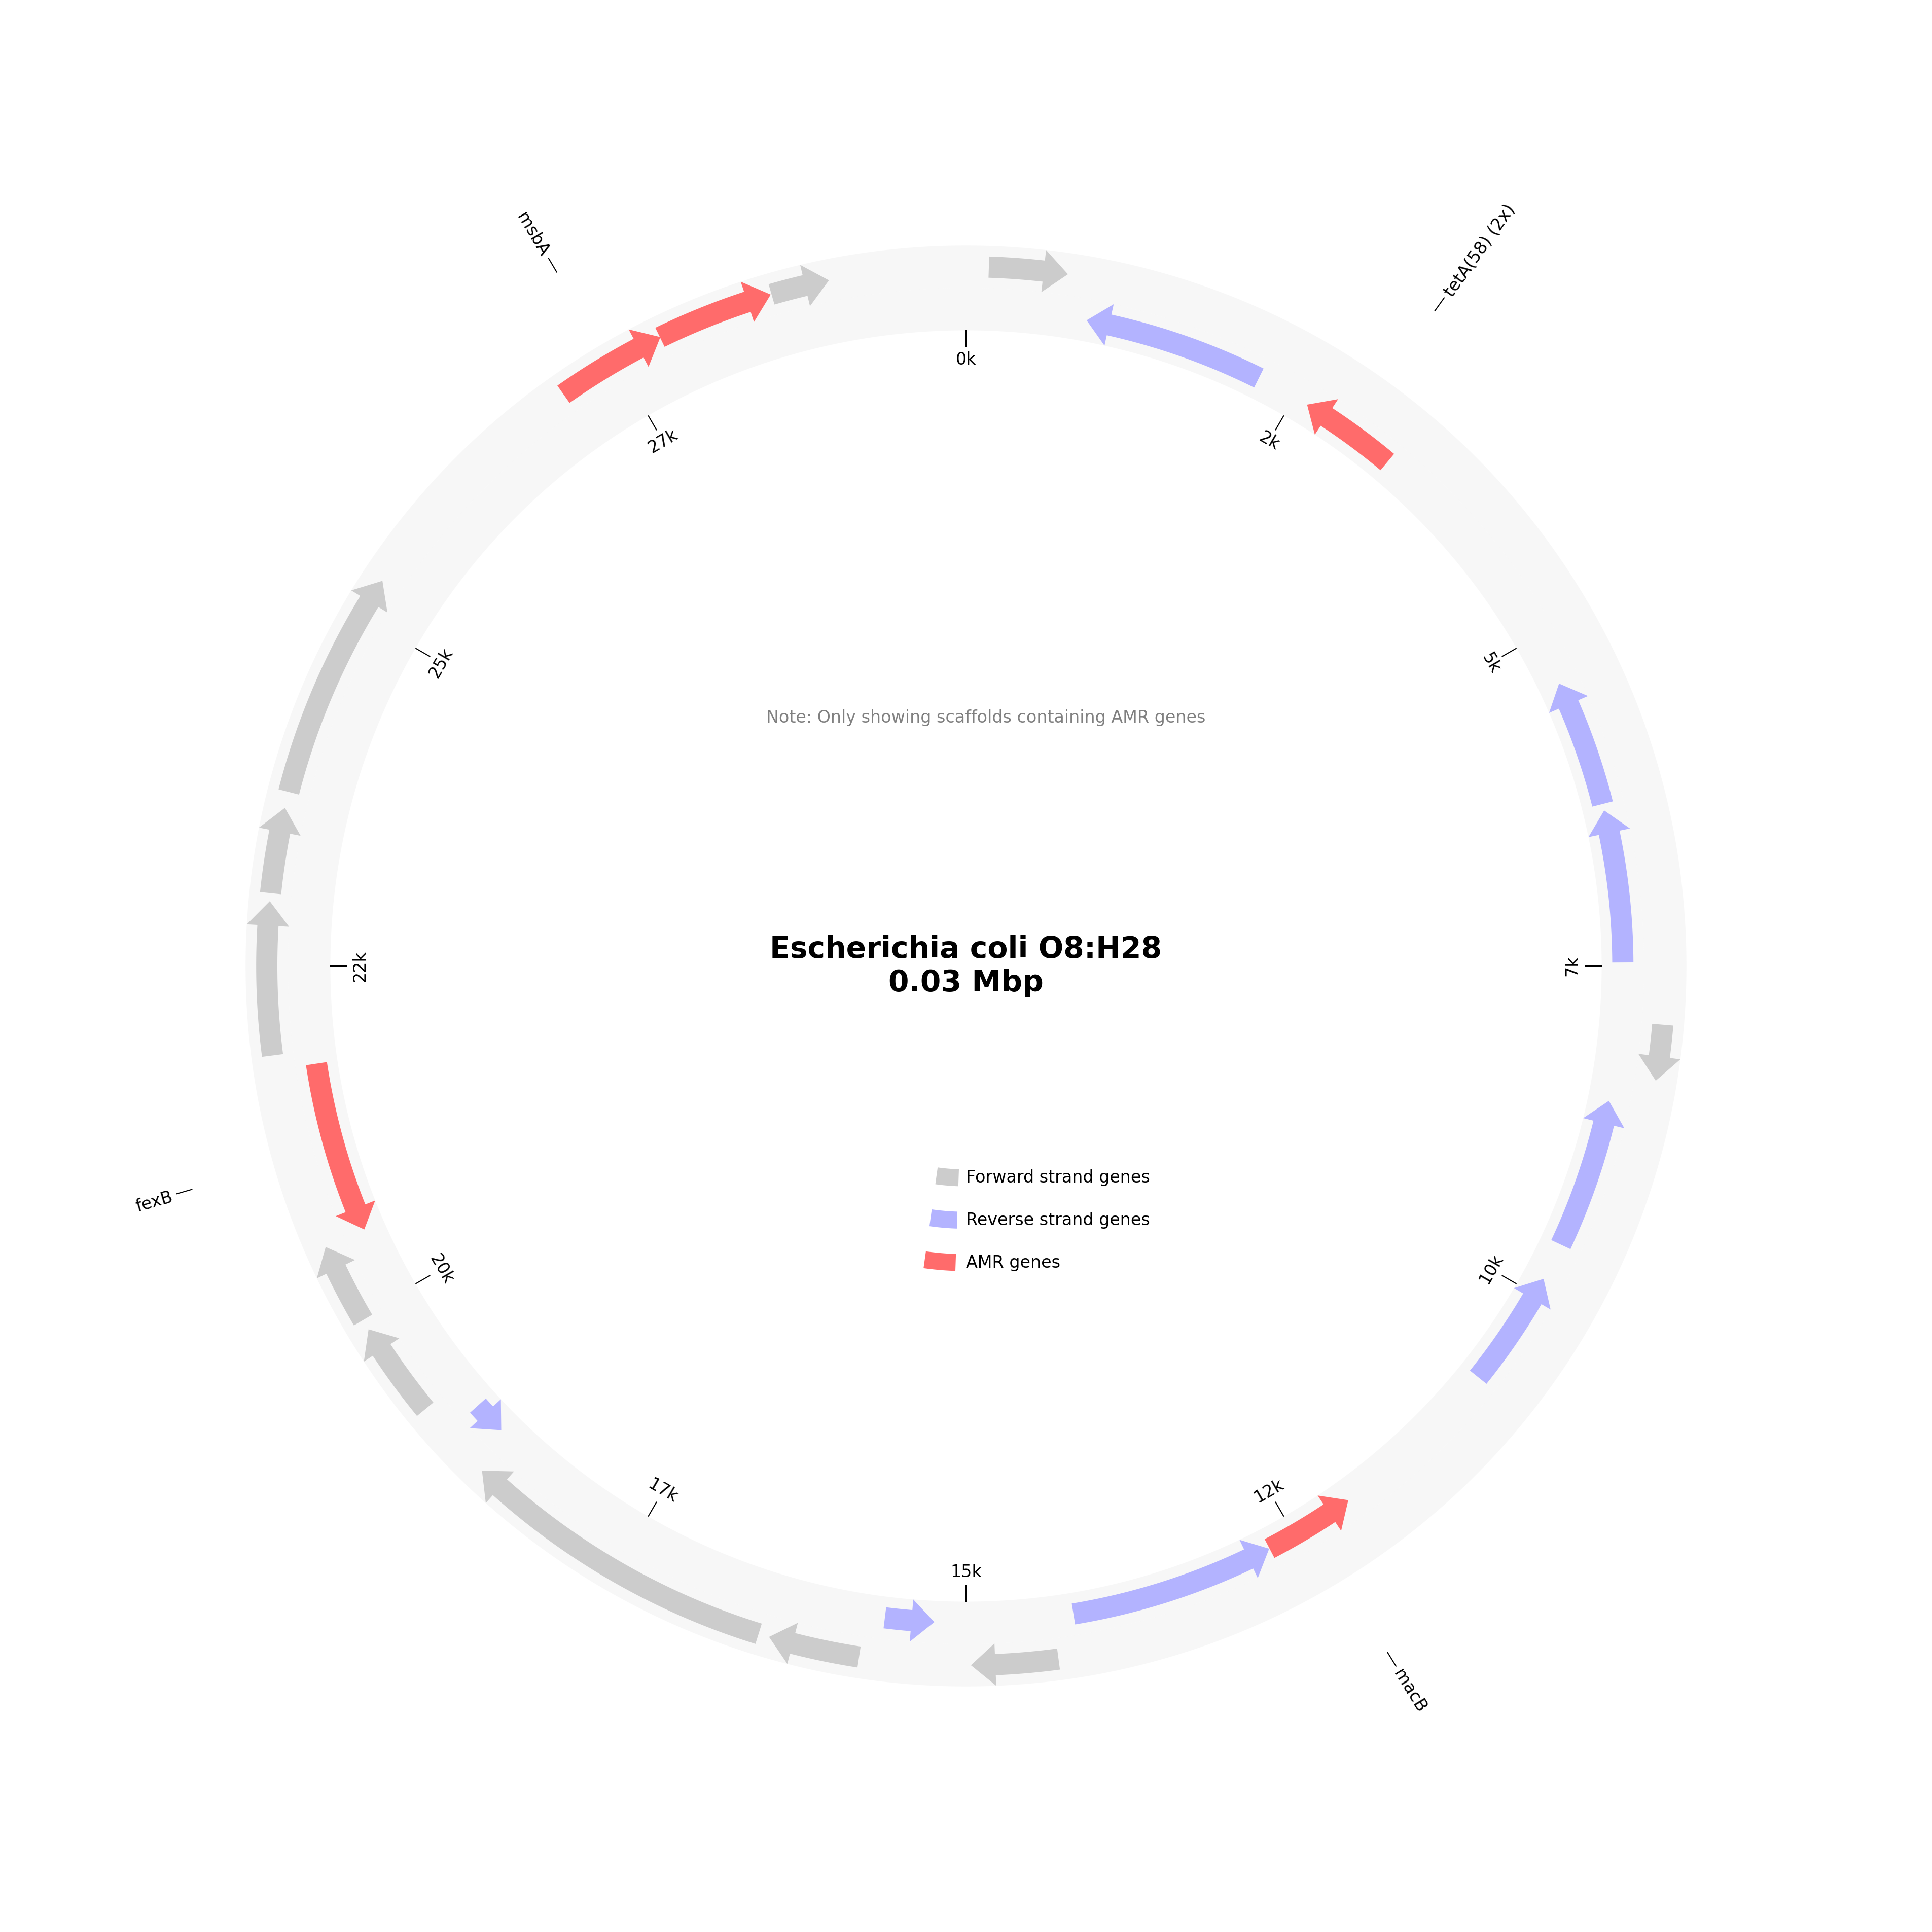 msbA
tetA(58) (2x)
0k
27k
2k
25k
5k
Note: Only showing scaffolds containing AMR genes
Escherichia coli O8:H28
0.03 Mbp
22k
7k
Forward strand genes
Reverse strand genes
AMR genes
fexB
20k
10k
17k
12k
15k
macB